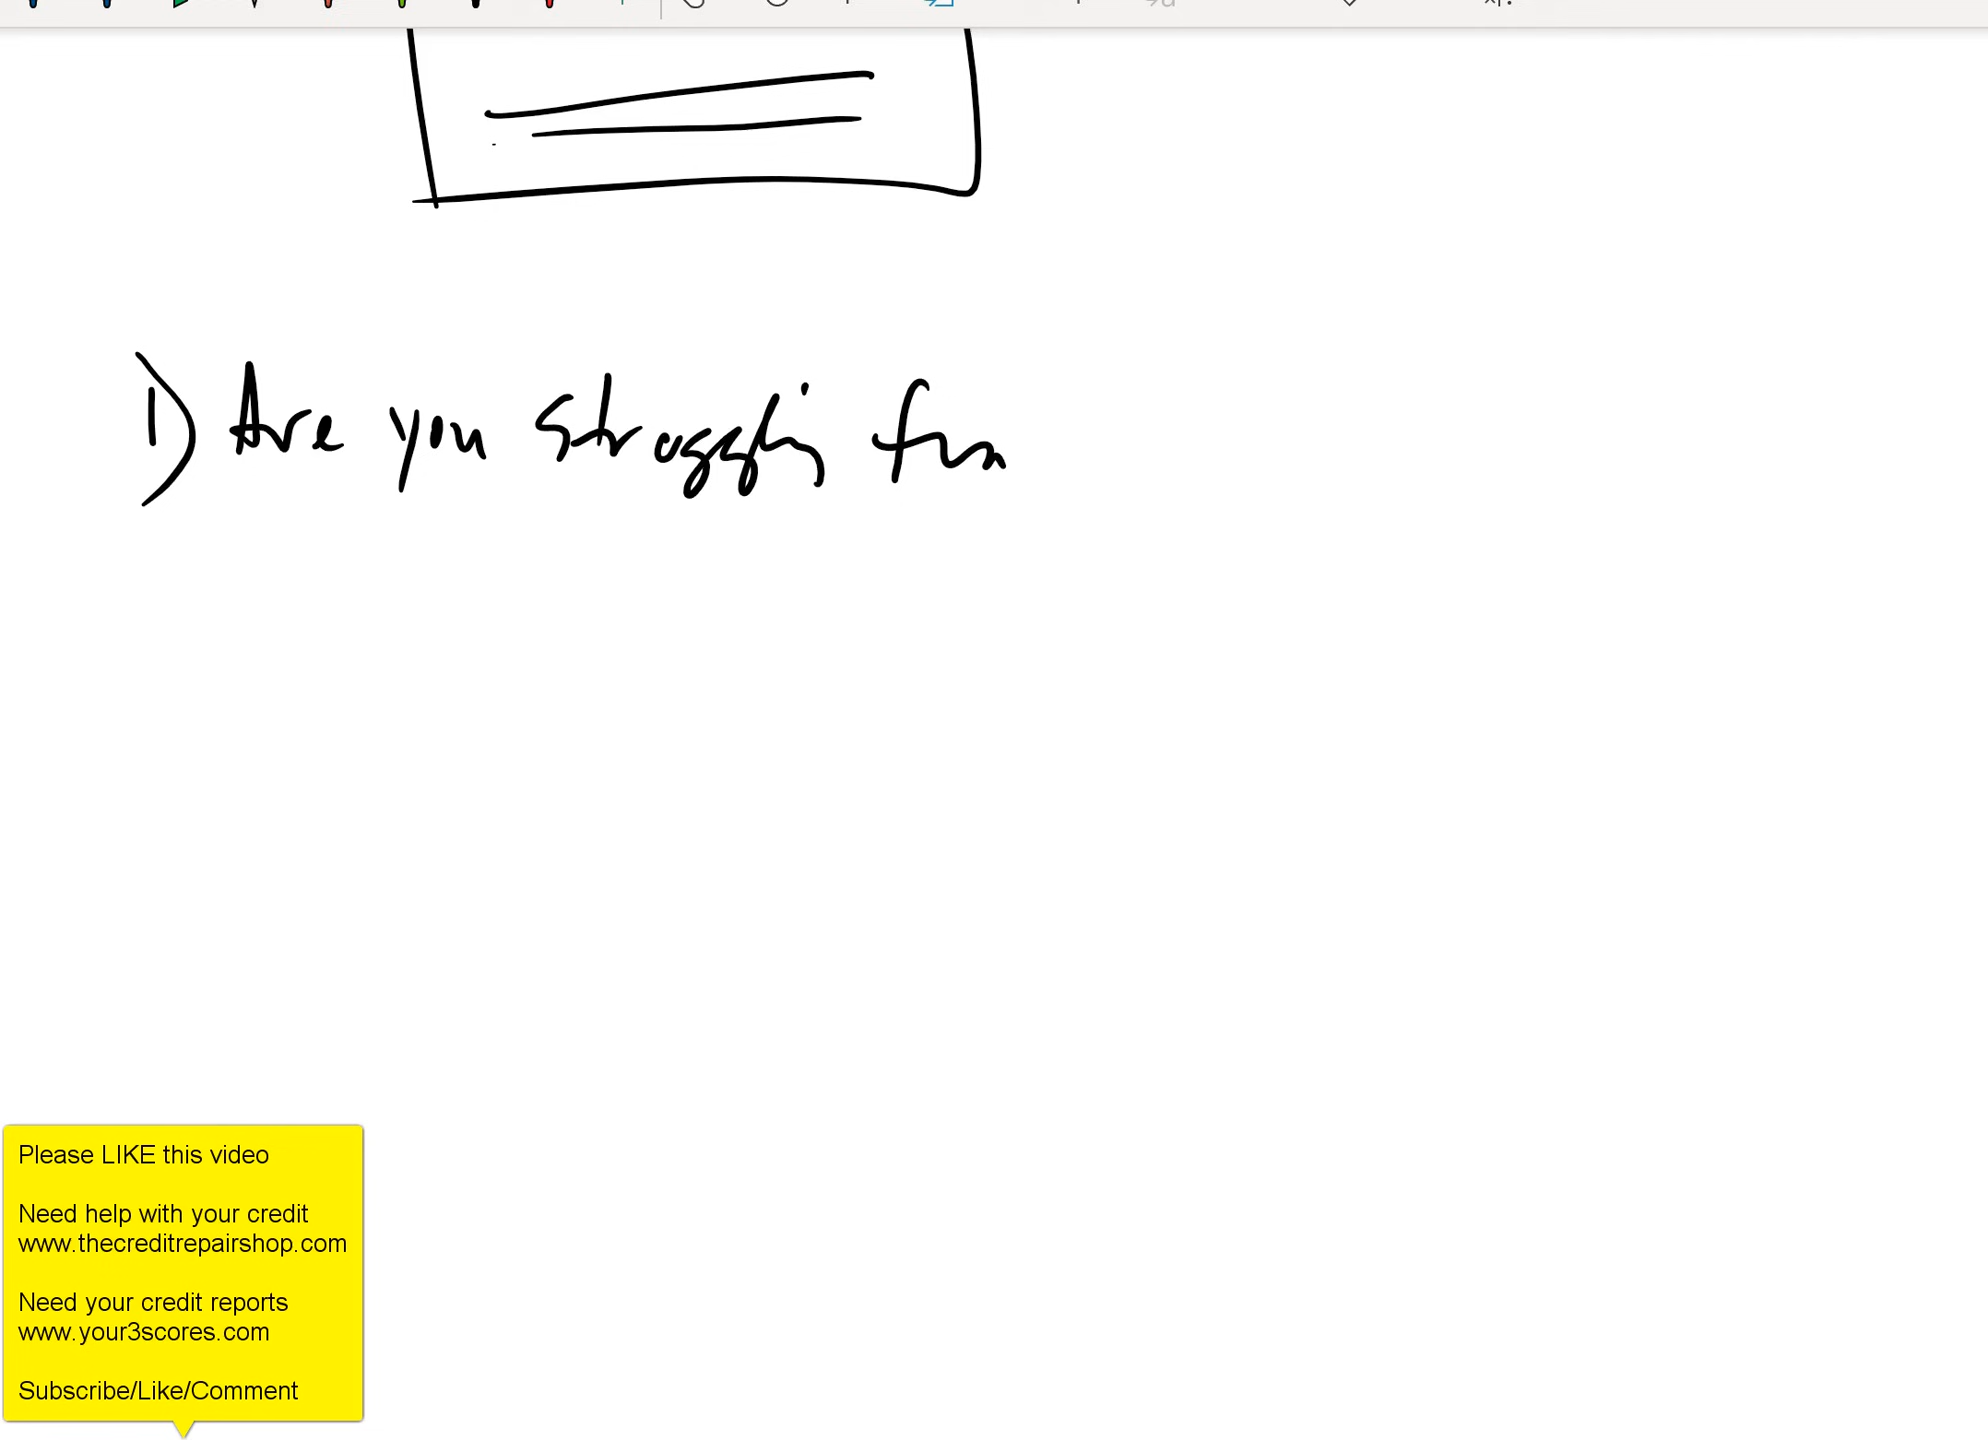 1) Are you struggling fin
Please LIKE this video
Need help with your credit
www.thecreditrepairshop.com
Need your credit reports
www.your3scores.com
Subscribe/Like/Comment